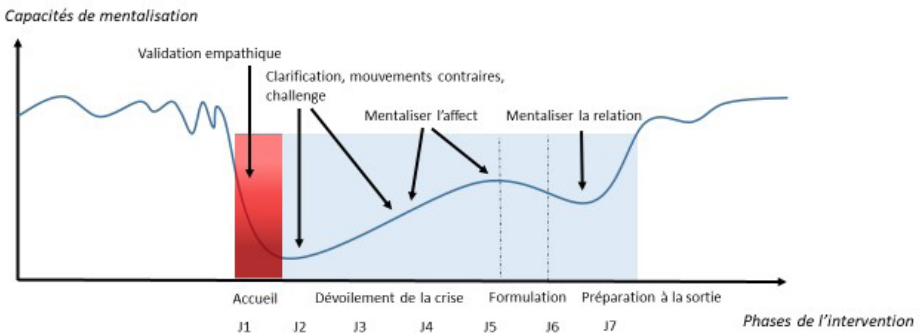 Capacités de mentalisation
Validation empathique
Clarification, mouvements contraires,
challenge
Mentaliser l'affect
Mentaliser la relation
Accueil
Dévoilement de la crise
Formulation
Préparation à la sortie
J1
J2
J3
J4
J5
J6
J7
Phases de l'intervention